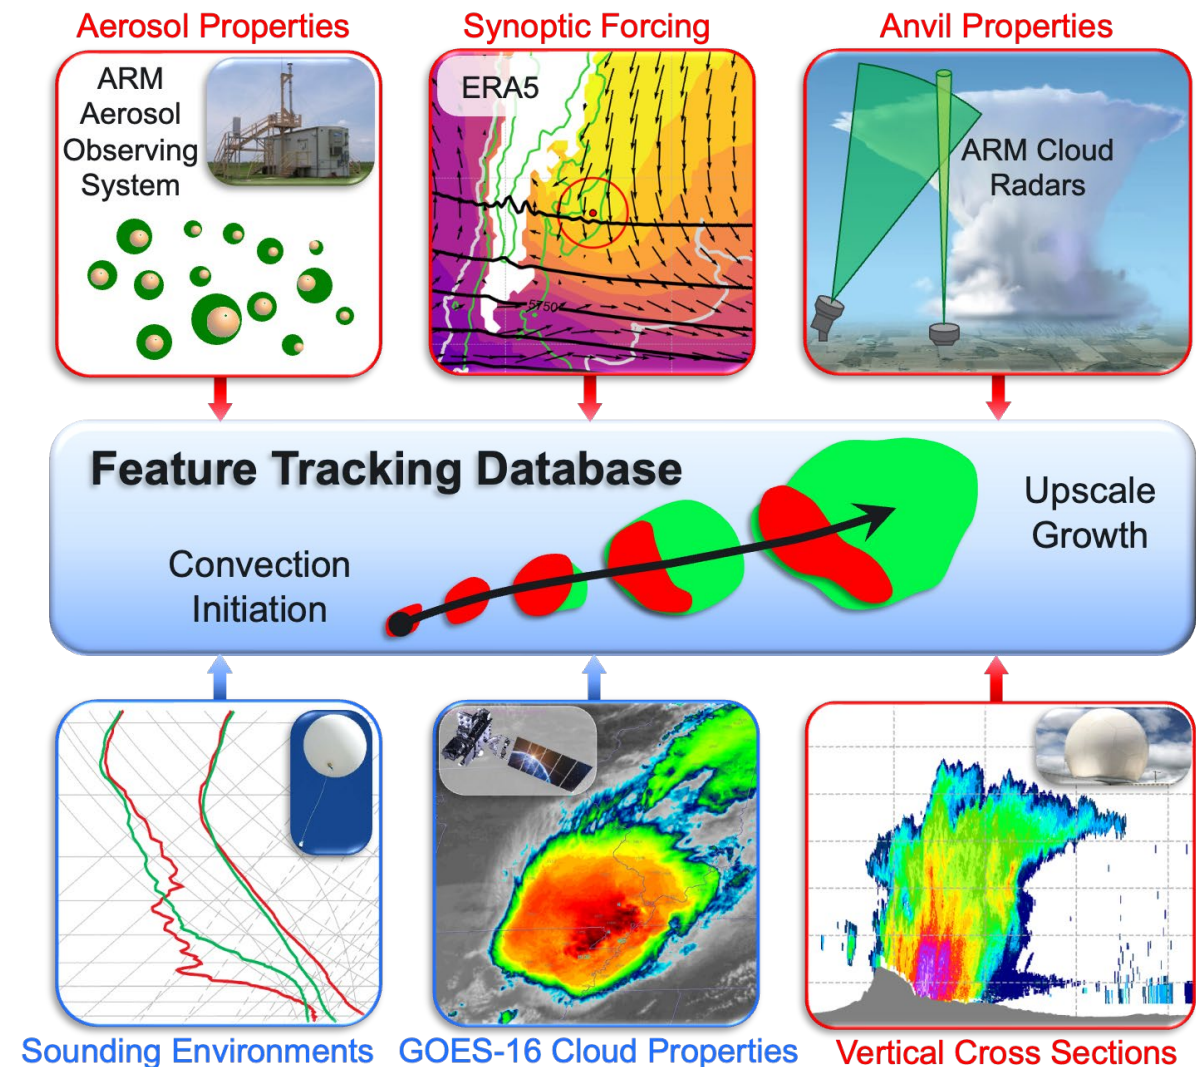 Aerosol Properties
Synoptic Forcing
Anvil Properties
ARM
Aerosol
Observing
System
ERA5
5750
ARM Cloud
Radars
Feature Tracking Database
Convection
Initiation
Upscale
Growth
Sounding Environments
GOES-16 Cloud Properties
Vertical Cross Sections